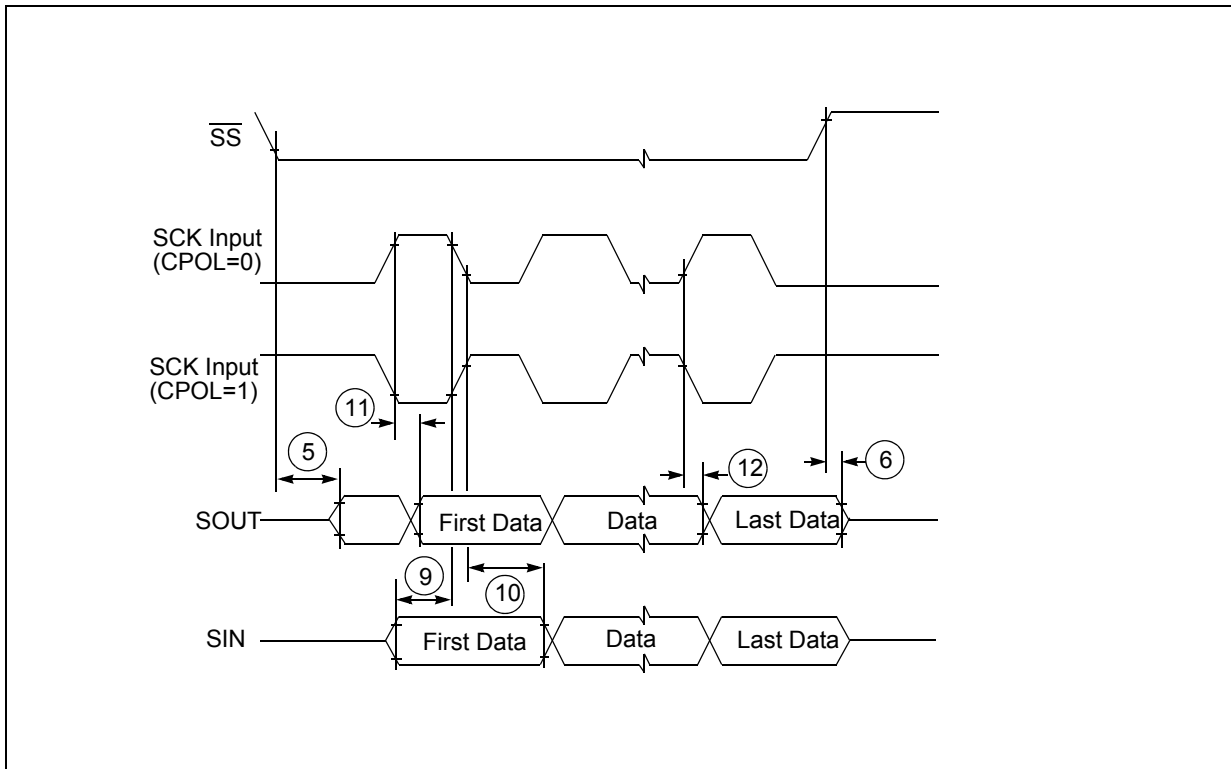 SS
SCK Input
(CPOL=0)
SCK Input
(CPOL=1)
11
5
12
6
SOUT
First Data
Data
Last Data
9
10
SIN
First Data
Data
Last Data